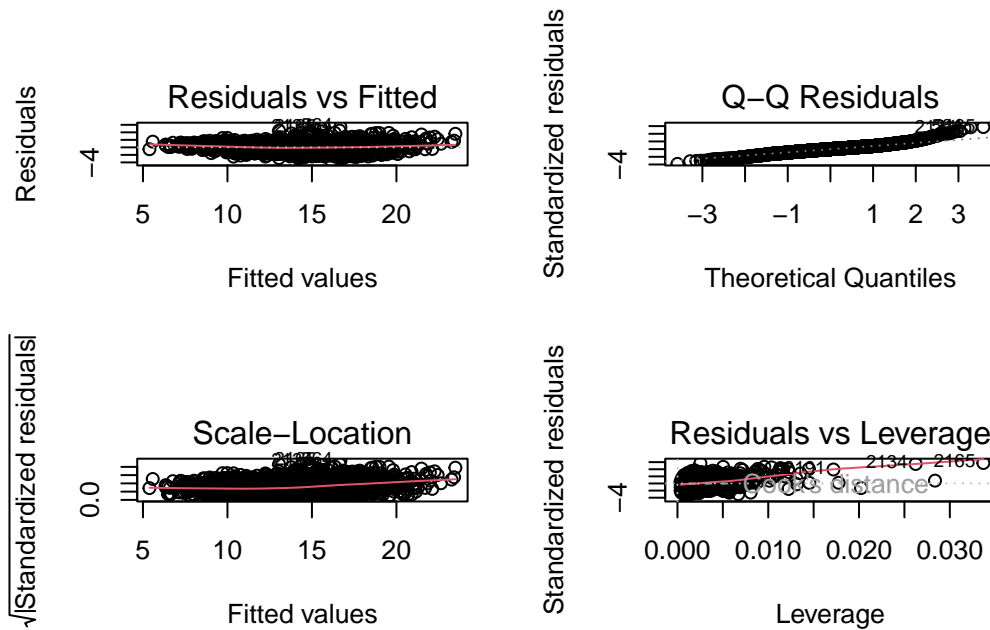 Residuals vs Fitted
Residuals
−4
5 10 15 20
Fitted values
Q−Q Residuals
Standardized residuals
−4
−3 −1 1 2 3
Theoretical Quantiles
Scale−Location
√|Standardized residuals|
0.0
5 10 15 20
Fitted values
Residuals vs Leverage
Standardized residuals
−4
2134
2165
Cook's distance
0.000 0.010 0.020 0.030
Leverage